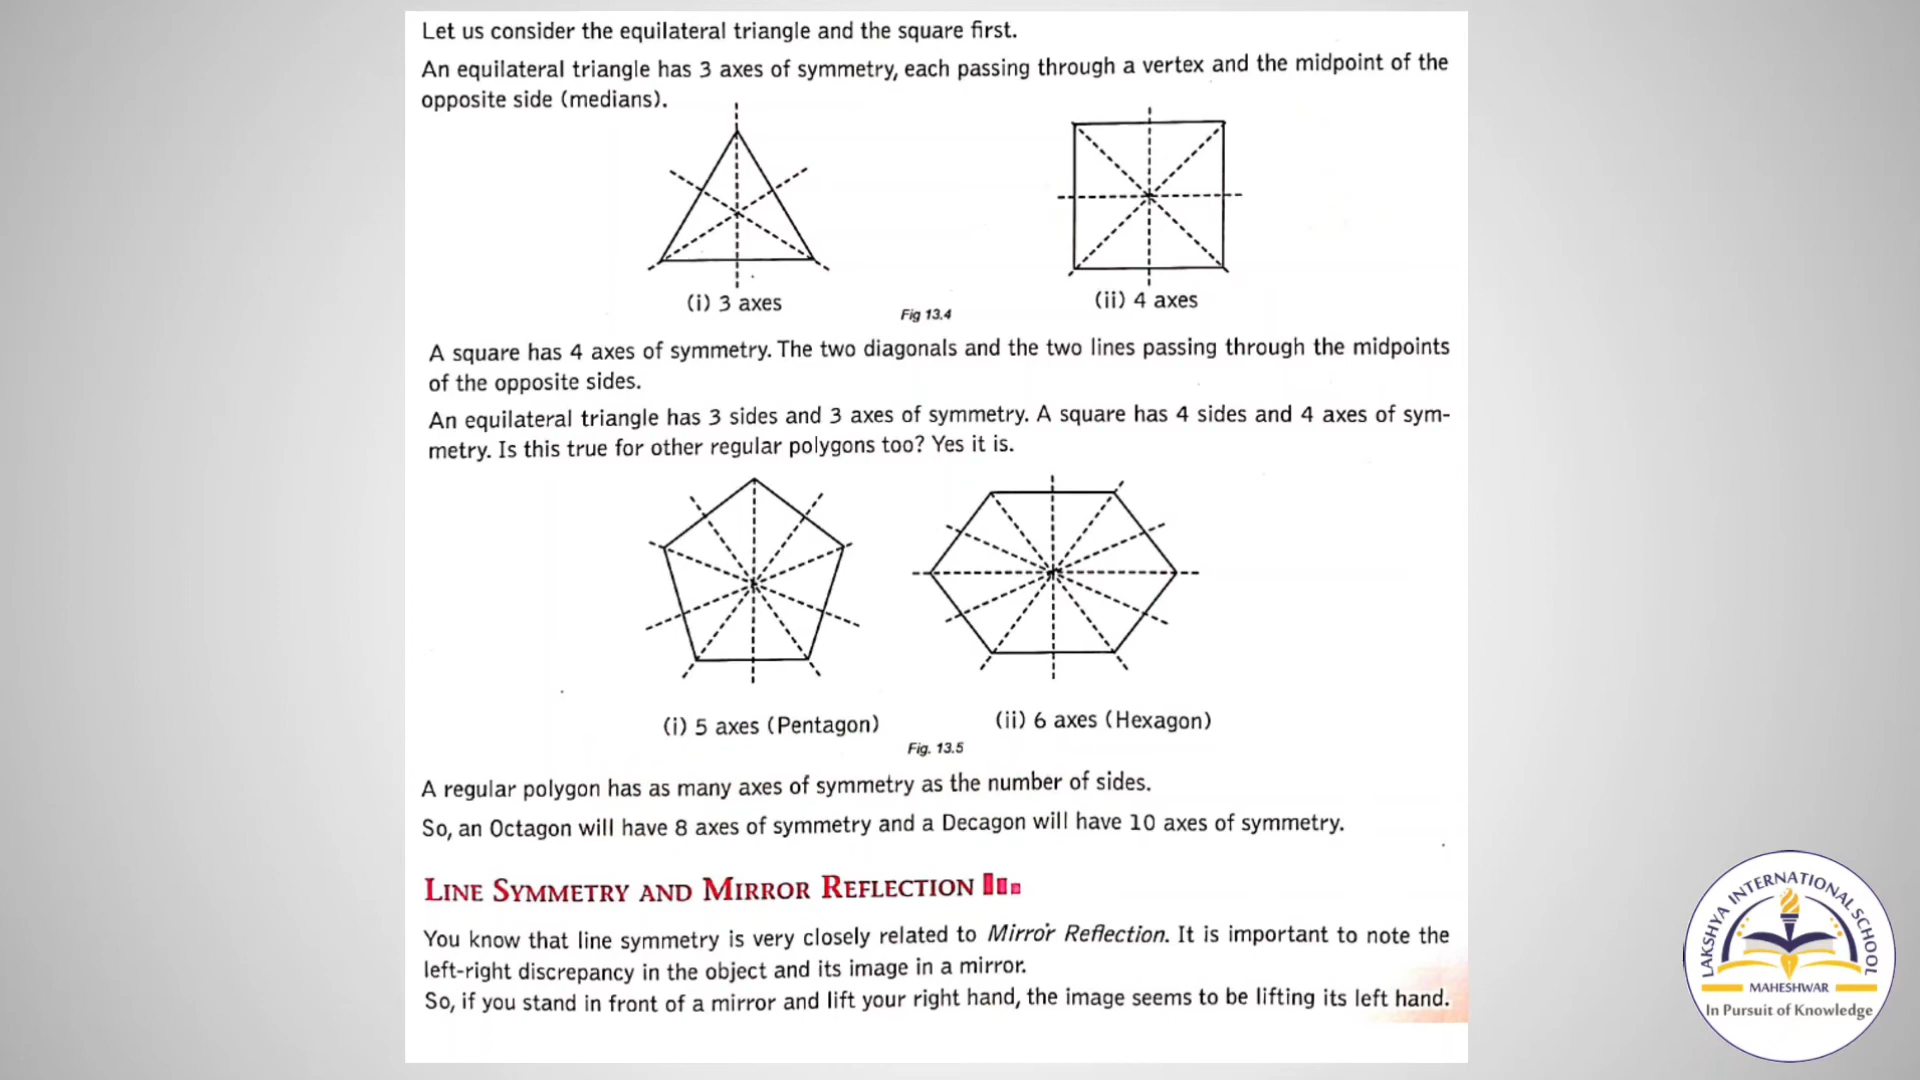 Let us consider the equilateral triangle and the square first.
An equilateral triangle has 3 axes of symmetry, each passing through a vertex and the midpoint of the
opposite side (medians).
(i) 3 axes
(ii) 4 axes
Fig 13.4
A square has 4 axes of symmetry. The two diagonals and the two lines passing through the midpoints
of the opposite sides.
An equilateral triangle has 3 sides and 3 axes of symmetry. A square has 4 sides and 4 axes of sym-
metry. Is this true for other regular polygons too? Yes it is.
(i) 5 axes (Pentagon)
(ii) 6 axes (Hexagon)
Fig. 13.5
A regular polygon has as many axes of symmetry as the number of sides.
So, an Octagon will have 8 axes of symmetry and a Decagon will have 10 axes of symmetry.
LINE SYMMETRY AND MIRROR REFLECTION
You know that line symmetry is very closely related to Mirror Reflection. It is important to note the
left-right discrepancy in the object and its image in a mirror.
So, if you stand in front of a mirror and lift your right hand, the image seems to be lifting its left hand.
LAKSHYA INTERNATIONAL SCHOOL
MAHESHWAR
In Pursuit of Knowledge